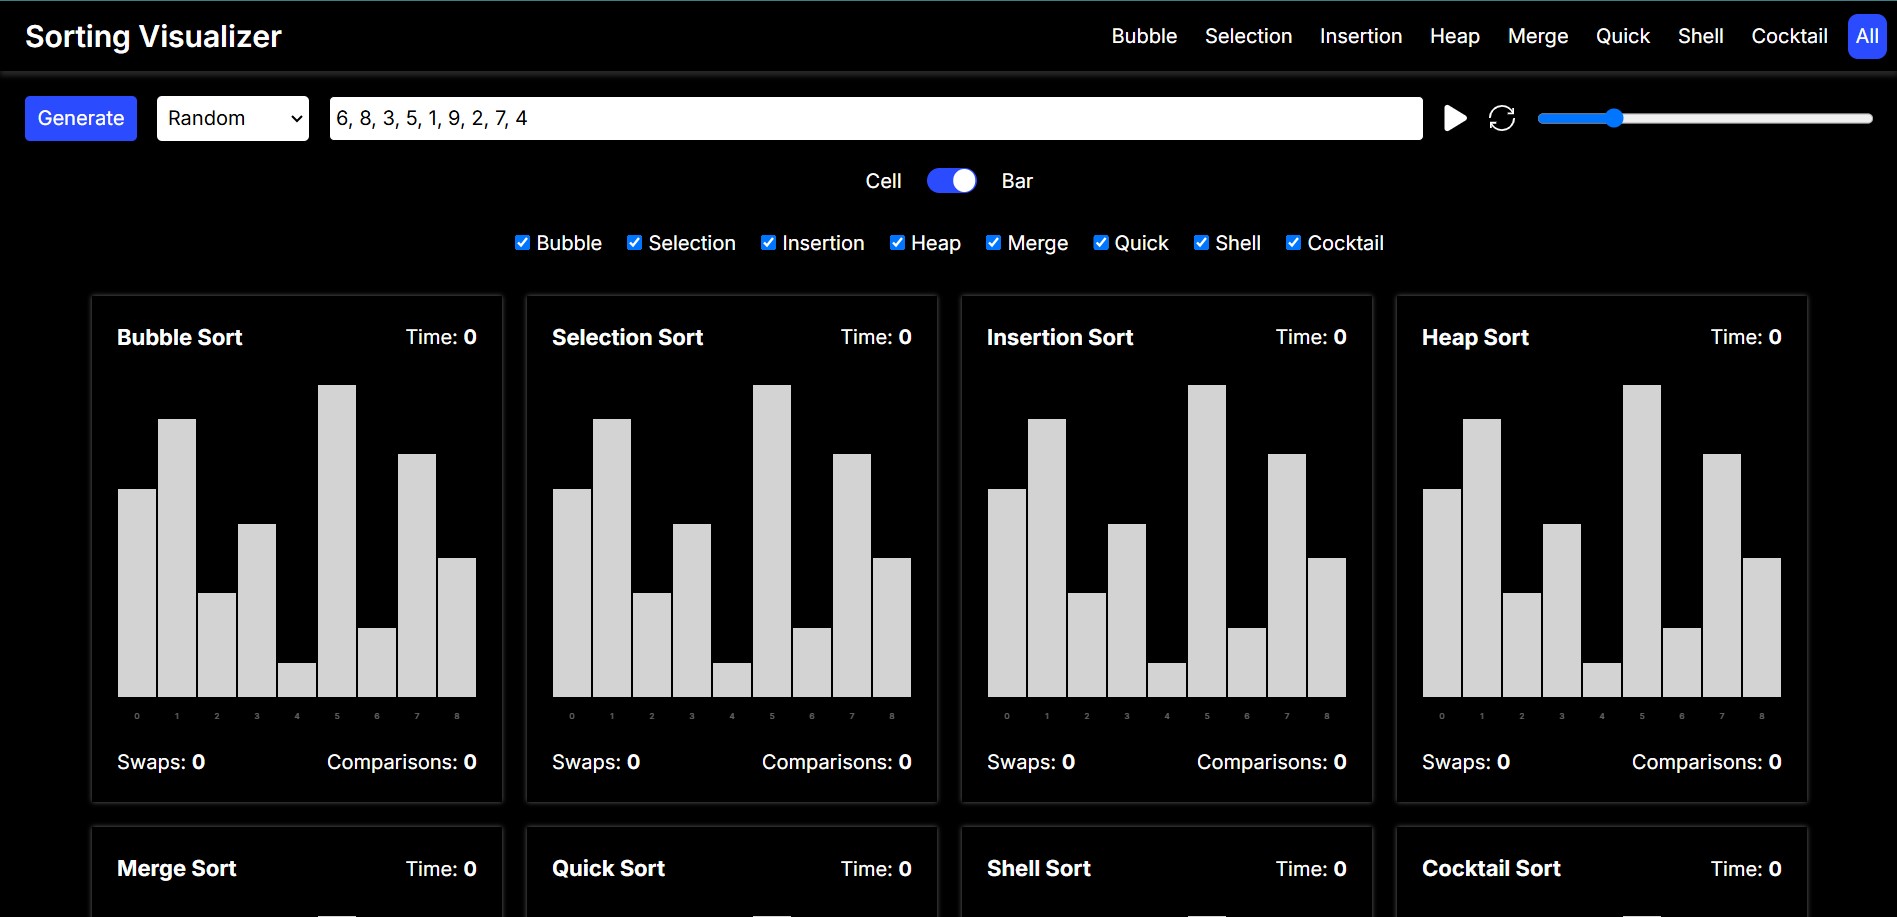 Sorting Visualizer Bubble Selection Insertion Heap Merge Quick Shell Cocktail All
Generate Random 6, 8, 3, 5, 1, 9, 2, 7, 4
Cell Bar
Bubble Selection Insertion Heap Merge Quick Shell Cocktail
Bubble Sort Time: 0 Selection Sort Time: 0 Insertion Sort Time: 0 Heap Sort Time: 0
0 1 2 3 4 5 6 7 8 0 1 2 3 4 5 6 7 8 0 1 2 3 4 5 6 7 8 0 1 2 3 4 5 6 7 8
Swaps: 0 Comparisons: 0 Swaps: 0 Comparisons: 0 Swaps: 0 Comparisons: 0 Swaps: 0 Comparisons: 0
Merge Sort Time: 0 Quick Sort Time: 0 Shell Sort Time: 0 Cocktail Sort Time: 0